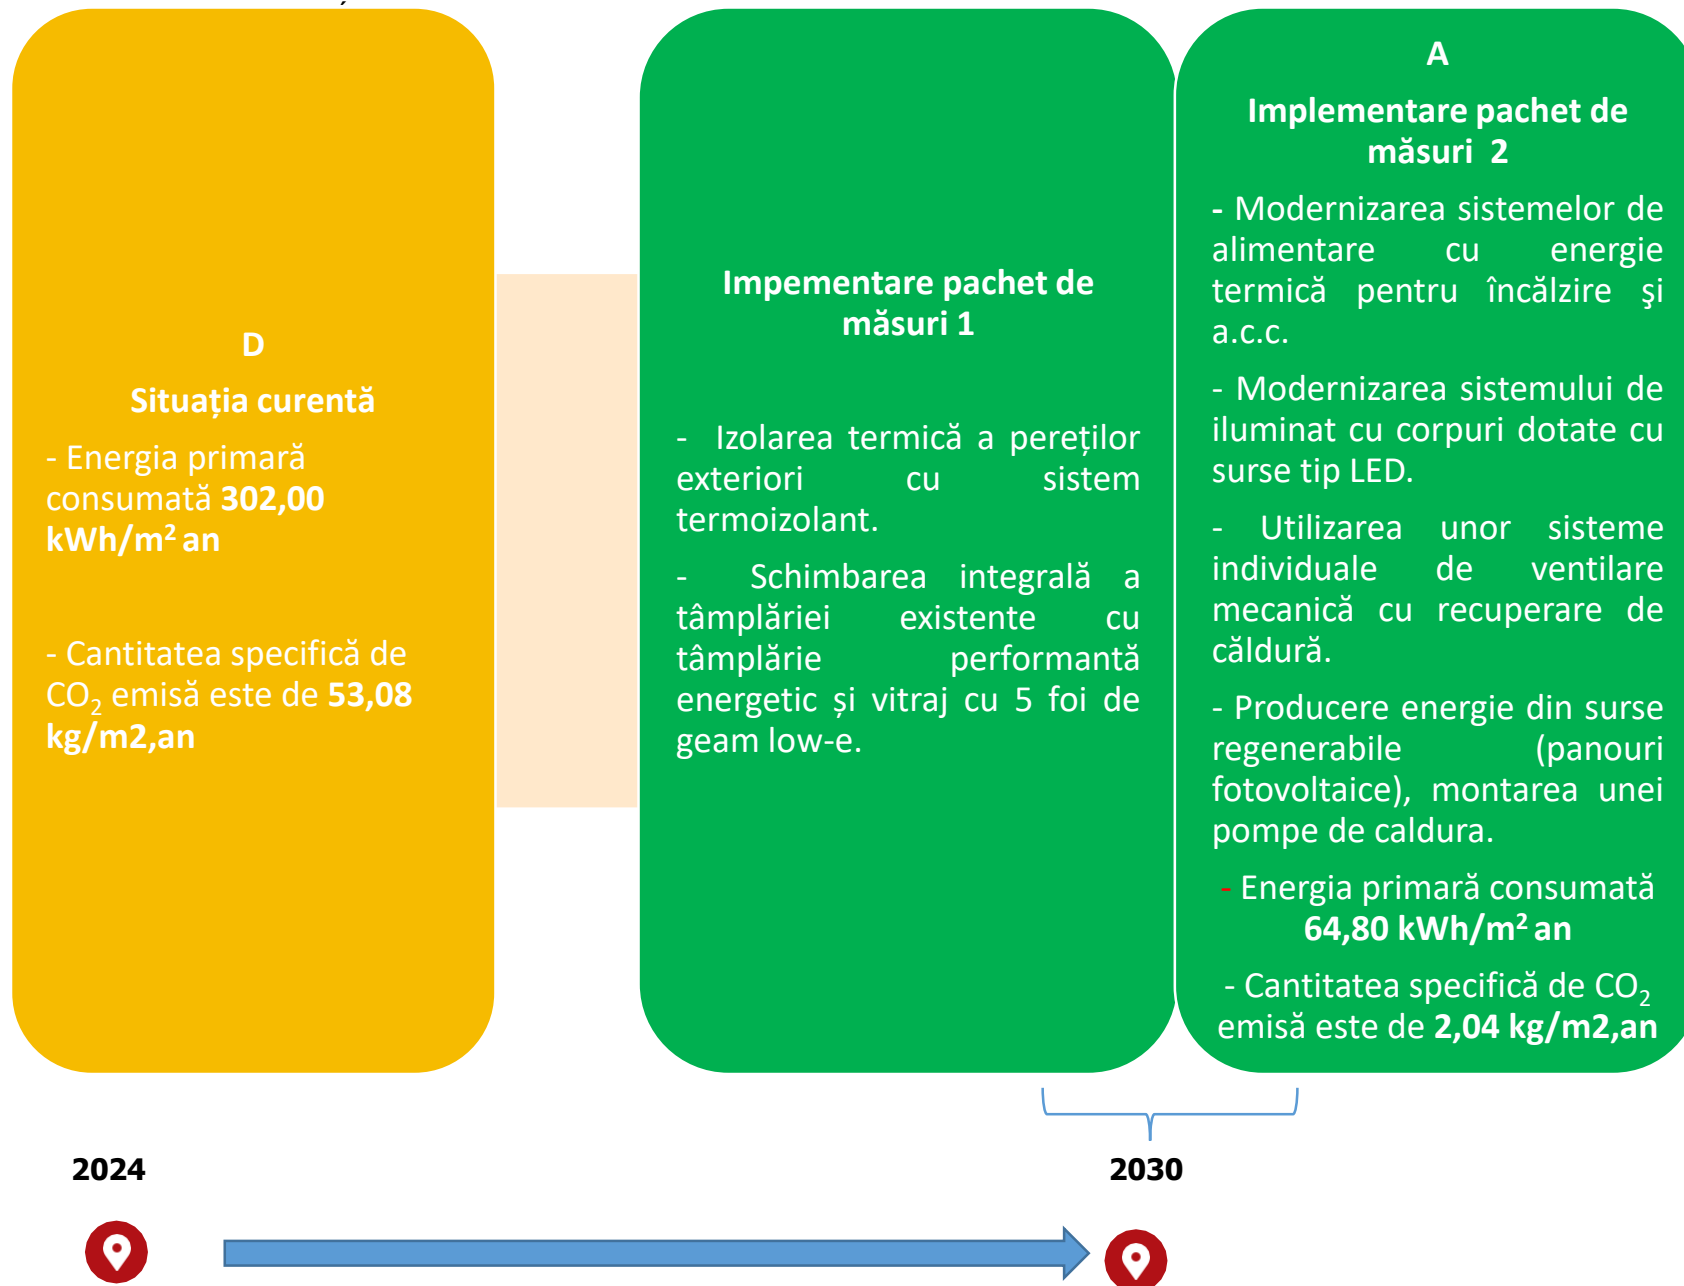 D
Situația curentă
- Energia primară
consumată 302,00
kWh/m² an
- Cantitatea specifică de
CO₂ emisă este de 53,08
kg/m2,an
Impementare pachet de
măsuri 1
- Izolarea termică a pereților
exteriori cu sistem
termoizolant.
- Schimbarea integrală a
tâmplăriei existente cu
tâmplărie performantă
energetic și vitraj cu 5 foi de
geam low-e.
A
Implementare pachet de
măsuri 2
- Modernizarea sistemelor de
alimentare cu energie
termică pentru încălzire şi
a.c.c.
- Modernizarea sistemului de
iluminat cu corpuri dotate cu
surse tip LED.
- Utilizarea unor sisteme
individuale de ventilare
mecanică cu recuperare de
căldură.
- Producere energie din surse
regenerabile (panouri
fotovoltaice), montarea unei
pompe de caldura.
- Energia primară consumată
64,80 kWh/m² an
- Cantitatea specifică de CO₂
emisă este de 2,04 kg/m2,an
2024
2030